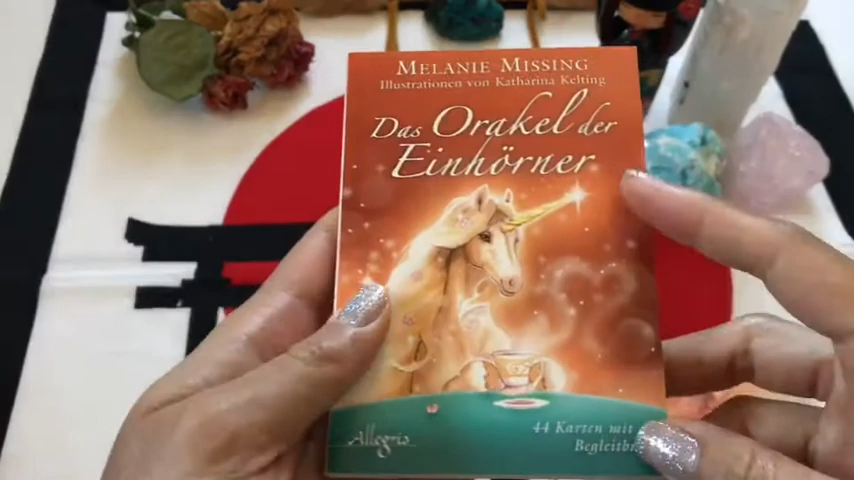 MELANIE MISSING
Illustrationen von Katharina Kelting
Das Orakel der
Einhörner
Allegria
44 Karten mit